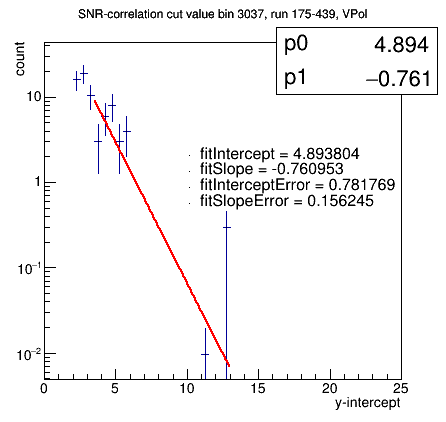 SNR-correlation cut value bin 3037, run 175-439, VPol
p0 4.894
p1 −0.761
count
10
1
10⁻¹
10⁻²
fitIntercept = 4.893804
fitSlope = -0.760953
fitInterceptError = 0.781769
fitSlopeError = 0.156245
0 5 10 15 20 25
y-intercept